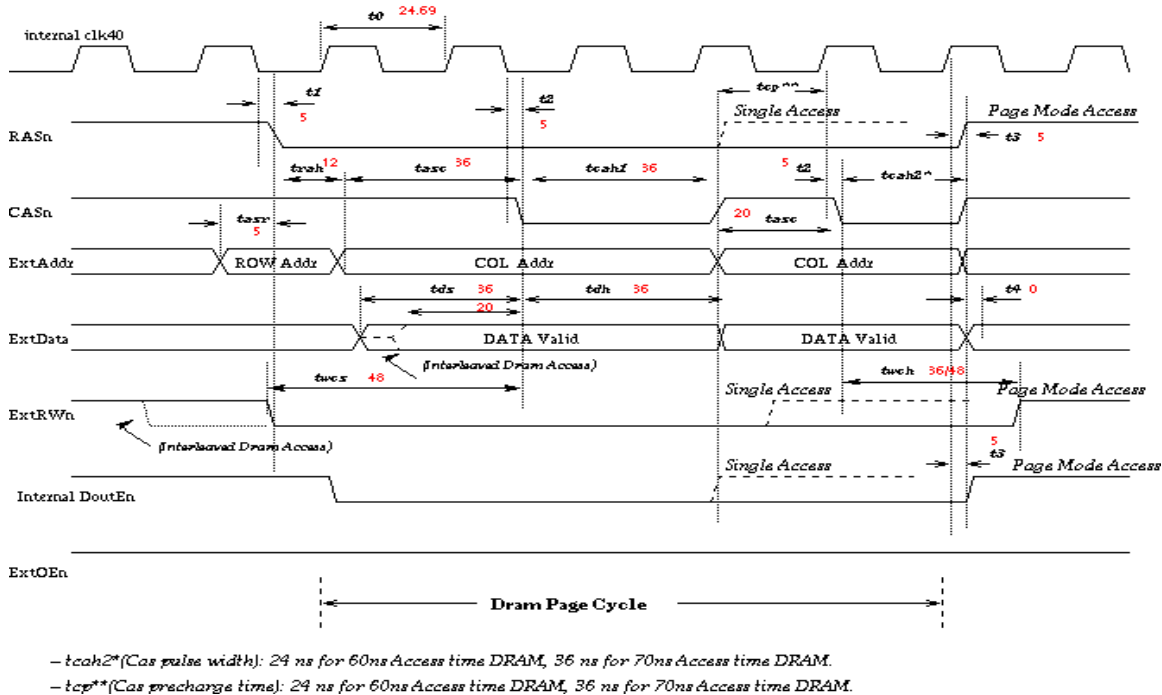 t0 24.69
internal clk40
t1 t2 tcp**
5 5 Single Access Page Mode Access
RASn t3 5
trah 12 tasc 36 tcah1 36 5 t2 tcah2*
CASn
tasr 20 tasc
5
ExtAddr ROW Addr COL Addr COL Addr
tds 36 tdh 36 t4 0
20
ExtData DATA Valid DATA Valid
(Interleaved Dram Access)
twcs 48 twch 36/48
Single Access Page Mode Access
ExtRWn
(Interleaved Dram Access)
5
t3
Single Access Page Mode Access
Internal DoutEn
ExtOEn
Dram Page Cycle
– tcah2*(Cas pulse width): 24 ns for 60ns Access time DRAM, 36 ns for 70ns Access time DRAM.
– tcp**(Cas precharge time): 24 ns for 60ns Access time DRAM, 36 ns for 70ns Access time DRAM.